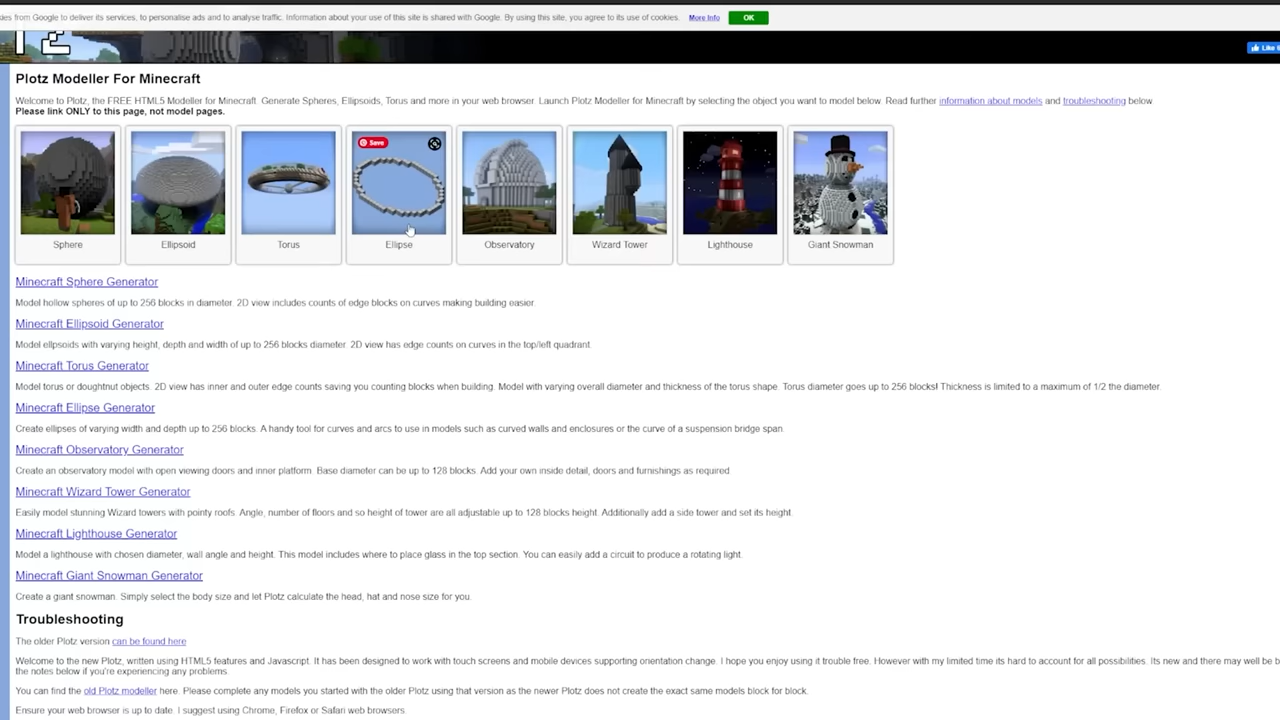 ies from Google to deliver its services, to personalise ads and to analyse traffic. Information about your use of this site is shared with Google. By using this site, you agree to its use of cookies. More Info OK
Like
Plotz Modeller For Minecraft
Welcome to Plotz, the FREE HTML5 Modeller for Minecraft. Generate Spheres, Ellipsoids, Torus and more in your web browser. Launch Plotz Modeller for Minecraft by selecting the object you want to model below. Read further information about models and troubleshooting below.
Please link ONLY to this page, not model pages.
Save
Sphere Ellipsoid Torus Ellipse Observatory Wizard Tower Lighthouse Giant Snowman
Minecraft Sphere Generator
Model hollow spheres of up to 256 blocks in diameter. 2D view includes counts of edge blocks on curves making building easier.
Minecraft Ellipsoid Generator
Model ellipsoids with varying height, depth and width of up to 256 blocks diameter. 2D view has edge counts on curves in the top/left quadrant.
Minecraft Torus Generator
Model torus or doughtnut objects. 2D view has inner and outer edge counts saving you counting blocks when building. Model with varying overall diameter and thickness of the torus shape. Torus diameter goes up to 256 blocks! Thickness is limited to a maximum of 1/2 the diameter.
Minecraft Ellipse Generator
Create ellipses of varying width and depth up to 256 blocks. A handy tool for curves and arcs to use in models such as curved walls and enclosures or the curve of a suspension bridge span.
Minecraft Observatory Generator
Create an observatory model with open viewing doors and inner platform. Base diameter can be up to 128 blocks. Add your own inside detail, doors and furnishings as required
Minecraft Wizard Tower Generator
Easily model stunning Wizard towers with pointy roofs. Angle, number of floors and so height of tower are all adjustable up to 128 blocks height. Additionally add a side tower and set its height.
Minecraft Lighthouse Generator
Model a lighthouse with chosen diameter, wall angle and height. This model includes where to place glass in the top section. You can easily add a circuit to produce a rotating light.
Minecraft Giant Snowman Generator
Create a giant snowman. Simply select the body size and let Plotz calculate the head, hat and nose size for you.
Troubleshooting
The older Plotz version can be found here
Welcome to the new Plotz, written using HTML5 features and Javascript. It has been designed to work with touch screens and mobile devices supporting orientation change. I hope you enjoy using it trouble free. However with my limited time its hard to account for all possibilities. Its new and there may well be b
the notes below if you're experiencing any problems.
You can find the old Plotz modeller here. Please complete any models you started with the older Plotz using that version as the newer Plotz does not create the exact same models block for block.
Ensure your web browser is up to date. I suggest using Chrome, Firefox or Safari web browsers.